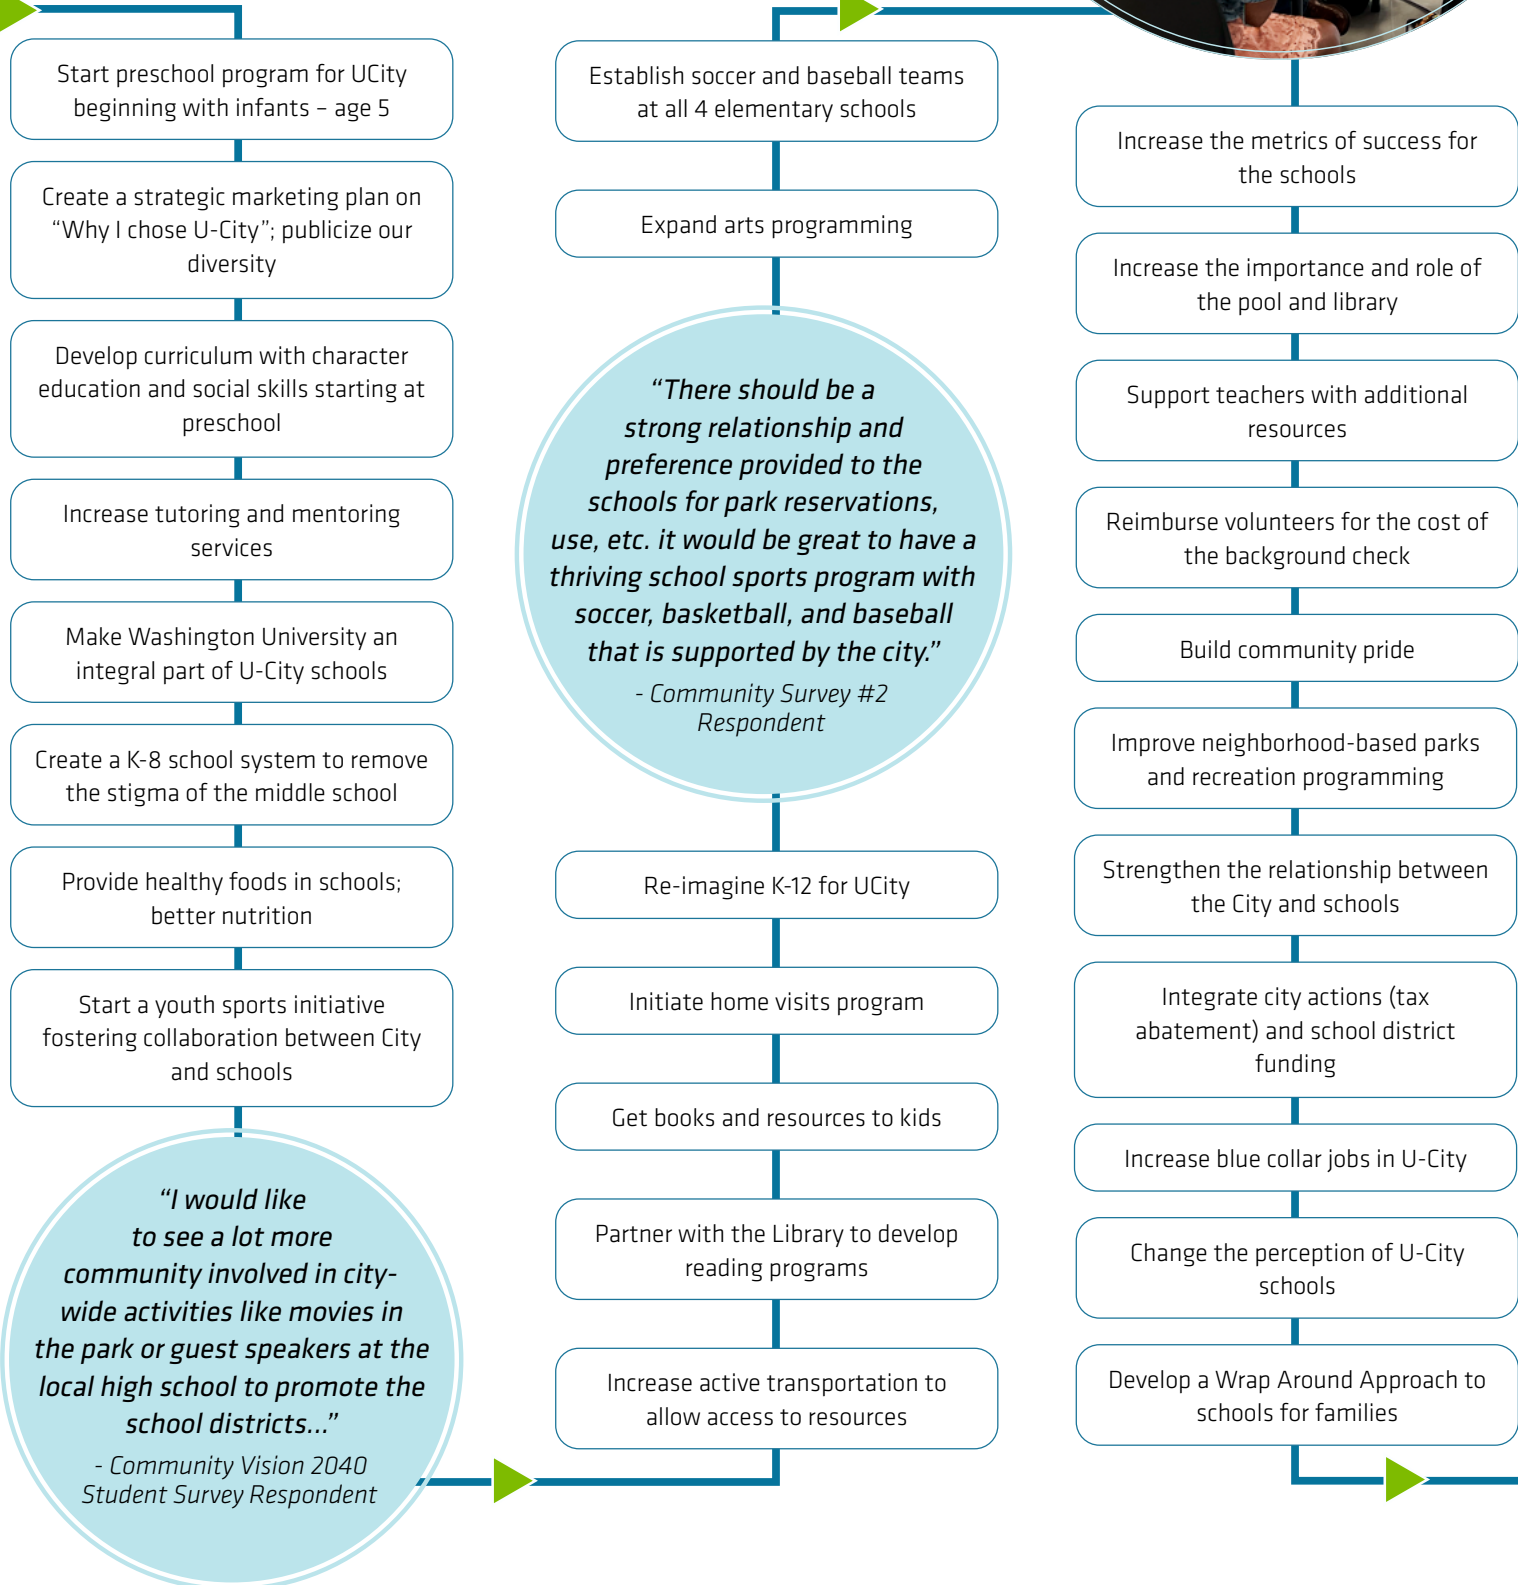 Start preschool program for UCity
beginning with infants – age 5
Create a strategic marketing plan on
“Why I chose U-City”; publicize our
diversity
Develop curriculum with character
education and social skills starting at
preschool
Increase tutoring and mentoring
services
Make Washington University an
integral part of U-City schools
Create a K-8 school system to remove
the stigma of the middle school
Provide healthy foods in schools;
better nutrition
Start a youth sports initiative
fostering collaboration between City
and schools
“I would like
to see a lot more
community involved in city-
wide activities like movies in
the park or guest speakers at the
local high school to promote the
school districts...”
- Community Vision 2040
Student Survey Respondent
Establish soccer and baseball teams
at all 4 elementary schools
Expand arts programming
“There should be a
strong relationship and
preference provided to the
schools for park reservations,
use, etc. it would be great to have a
thriving school sports program with
soccer, basketball, and baseball
that is supported by the city.”
- Community Survey #2
Respondent
Re-imagine K-12 for UCity
Initiate home visits program
Get books and resources to kids
Partner with the Library to develop
reading programs
Increase active transportation to
allow access to resources
Increase the metrics of success for
the schools
Increase the importance and role of
the pool and library
Support teachers with additional
resources
Reimburse volunteers for the cost of
the background check
Build community pride
Improve neighborhood-based parks
and recreation programming
Strengthen the relationship between
the City and schools
Integrate city actions (tax
abatement) and school district
funding
Increase blue collar jobs in U-City
Change the perception of U-City
schools
Develop a Wrap Around Approach to
schools for families